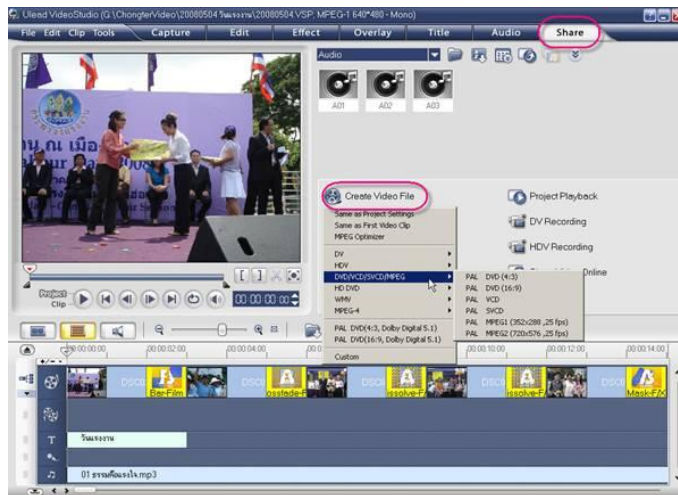 Ulead VideoStudio (G:\ChongterVideo\20080504 วันแรงงาน\20080504.VSP, MPEG-1 640*480 - Mono)
File Edit Clip Tools Capture Edit Effect Overlay Title Audio Share
Audio
A01 A02 A03
Create Video File
Project Playback
Same as Project Settings
Same as First Video Clip
MPEG Optimizer
DV Recording
DV
HDV
HDV Recording
DVD/VCD/SVCD/MPEG
Online
HD DVD
WMV
MPEG-4
PAL DVD (4:3)
PAL DVD (16:9)
PAL VCD
PAL SVCD
PAL MPEG1 (352x288 ,25 fps)
PAL MPEG2 (720x576 ,25 fps)
PAL DVD(4:3, Dolby Digital 5.1)
PAL DVD(16:9, Dolby Digital 5.1)
Custom
Project
Clip
00:00:00:00
00:00:00:00 00:00:02:00 00:00:04:00 00:00:10:00 00:00:12:00 00:00:14:00
Bar-Film
Mask-F/X
วันแรงงาน
01 ธรรมคือแรงใจ.mp3